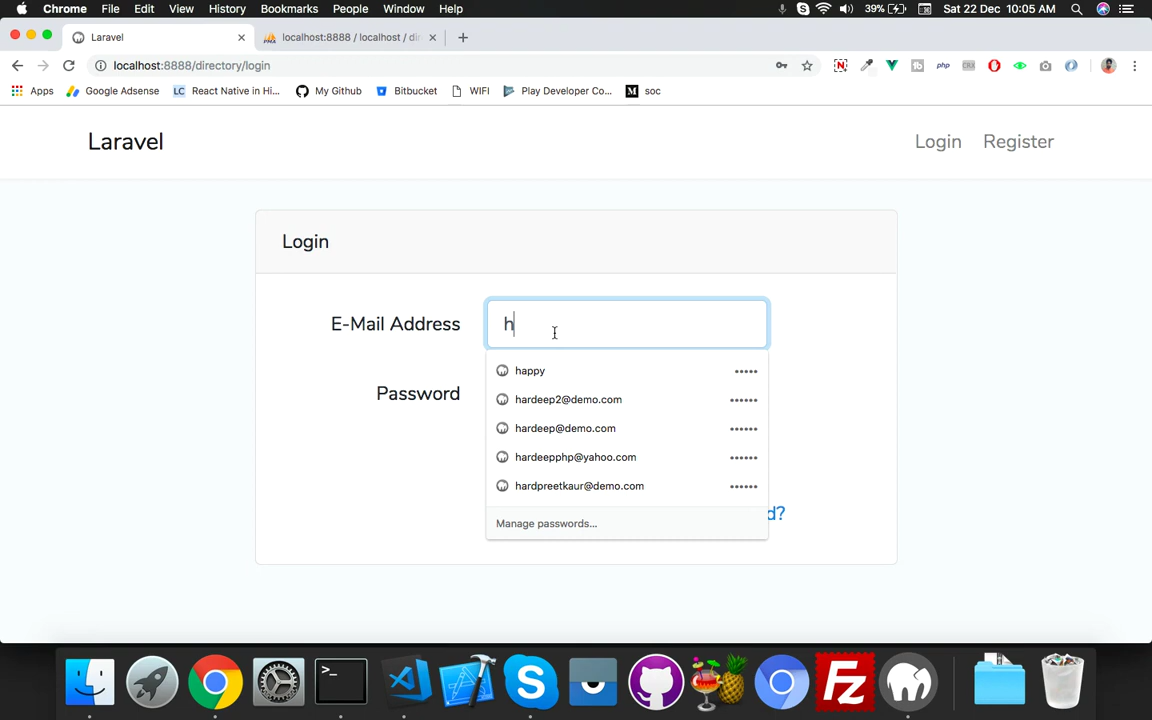 Chrome File Edit View History Bookmarks People Window Help 39% Sat 22 Dec 10:05 AM
Laravel localhost:8888 / localhost / dir
localhost:8888/directory/login
Apps Google Adsense LC React Native in Hi... My Github Bitbucket WIFI Play Developer Co... M soc
Laravel Login Register
Login
E-Mail Address h
happy •••••
hardeep2@demo.com ••••••
Password
hardeep@demo.com ••••••
hardeepphp@yahoo.com ••••••
hardpreetkaur@demo.com ••••••
d?
Manage passwords...